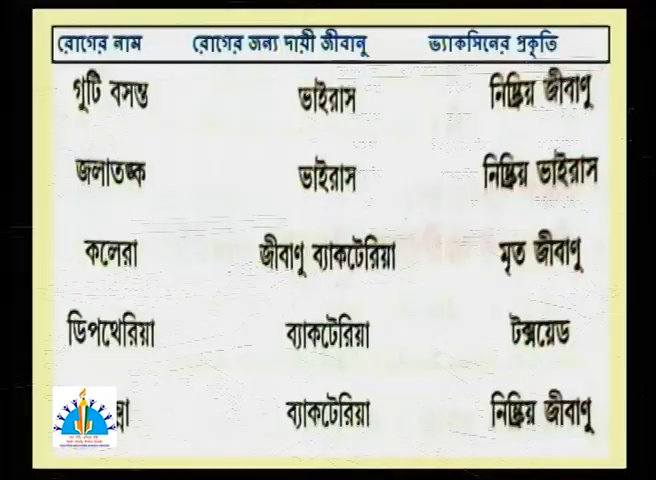 রোগের নাম রোগের জন্য দায়ী জীবানু ভ্যাকসিনের প্রকৃতি
গুটি বসন্ত ভাইরাস নিষ্ক্রিয় জীবাণু
জলাতঙ্ক ভাইরাস নিষ্ক্রিয় ভাইরাস
কলেরা জীবাণু ব্যাকটেরিয়া মৃত জীবাণু
ডিপথেরিয়া ব্যাকটেরিয়া টক্সয়েড
ব্যাকটেরিয়া নিষ্ক্রিয় জীবাণু